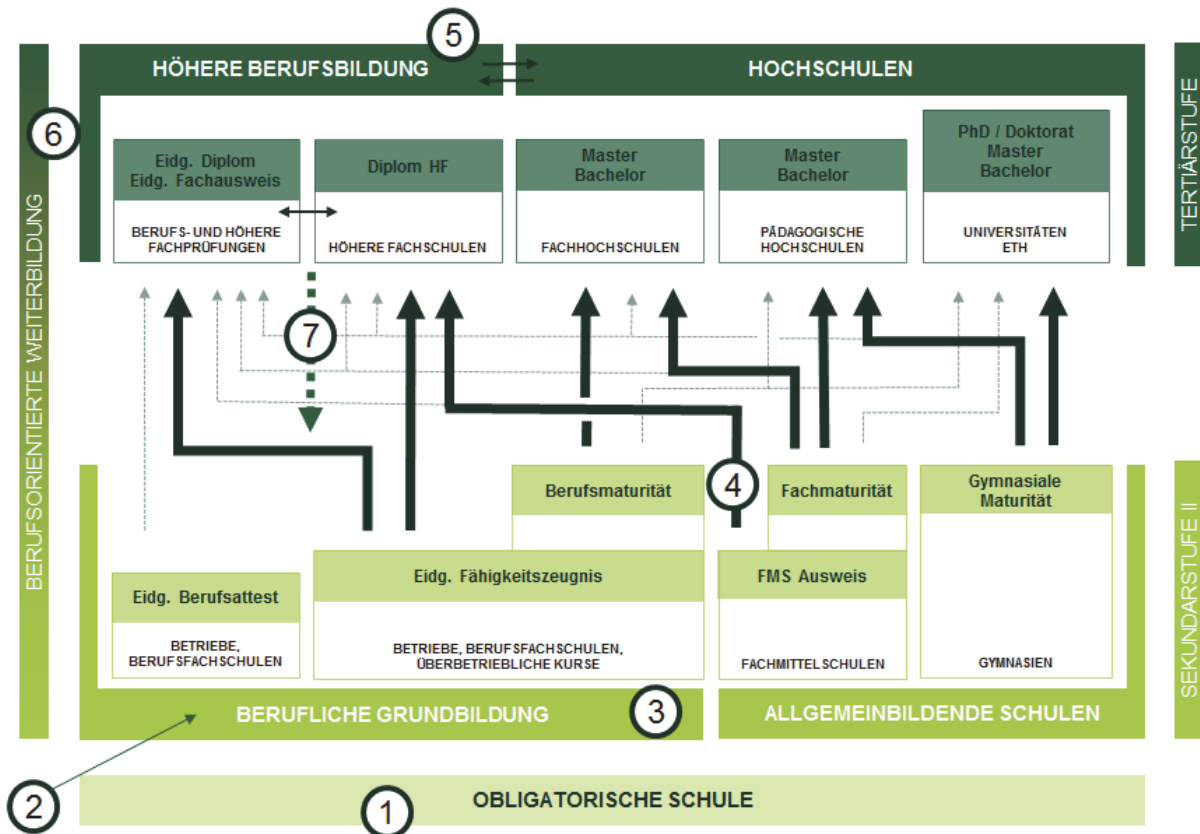 5
HÖHERE BERUFSBILDUNG
HOCHSCHULEN
6
Eidg. Diplom
Eidg. Fachausweis
BERUFS- UND HÖHERE
FACHPRÜFUNGEN
Diplom HF
HÖHERE FACHSCHULEN
Master
Bachelor
FACHHOCHSCHULEN
Master
Bachelor
PÄDAGOGISCHE
HOCHSCHULEN
PhD / Doktorat
Master
Bachelor
UNIVERSITÄTEN
ETH
TERTIÄRSTUFE
BERUFSORIENTIERTE WEITERBILDUNG
7
Berufsmaturität
4
Fachmaturität
Gymnasiale
Maturität
Eidg. Berufsattest
BETRIEBE,
BERUFSFACHSCHULEN
Eidg. Fähigkeitszeugnis
BETRIEBE, BERUFSFACHSCHULEN,
ÜBERBETRIEBLICHE KURSE
FMS Ausweis
FACHMITTELSCHULEN
GYMNASIEN
SEKUNDARSTUFE II
BERUFLICHE GRUNDBILDUNG
3
ALLGEMEINBILDENDE SCHULEN
2
1
OBLIGATORISCHE SCHULE